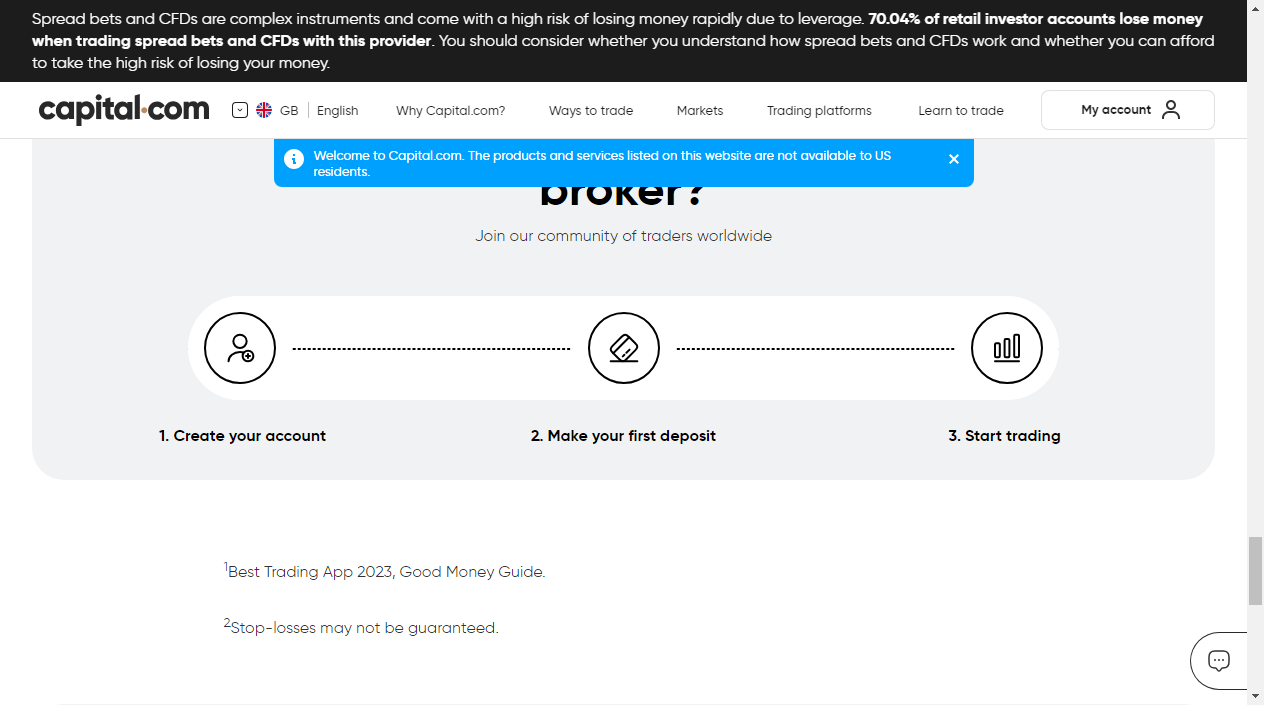 Spread bets and CFDs are complex instruments and come with a high risk of losing money rapidly due to leverage. 70.04% of retail investor accounts lose money
when trading spread bets and CFDs with this provider. You should consider whether you understand how spread bets and CFDs work and whether you can afford
to take the high risk of losing your money.
capital.com GB English Why Capital.com? Ways to trade Markets Trading platforms Learn to trade My account
Welcome to Capital.com. The products and services listed on this website are not available to US
residents.
broker?
Join our community of traders worldwide
1. Create your account 2. Make your first deposit 3. Start trading
1Best Trading App 2023, Good Money Guide.
2Stop-losses may not be guaranteed.